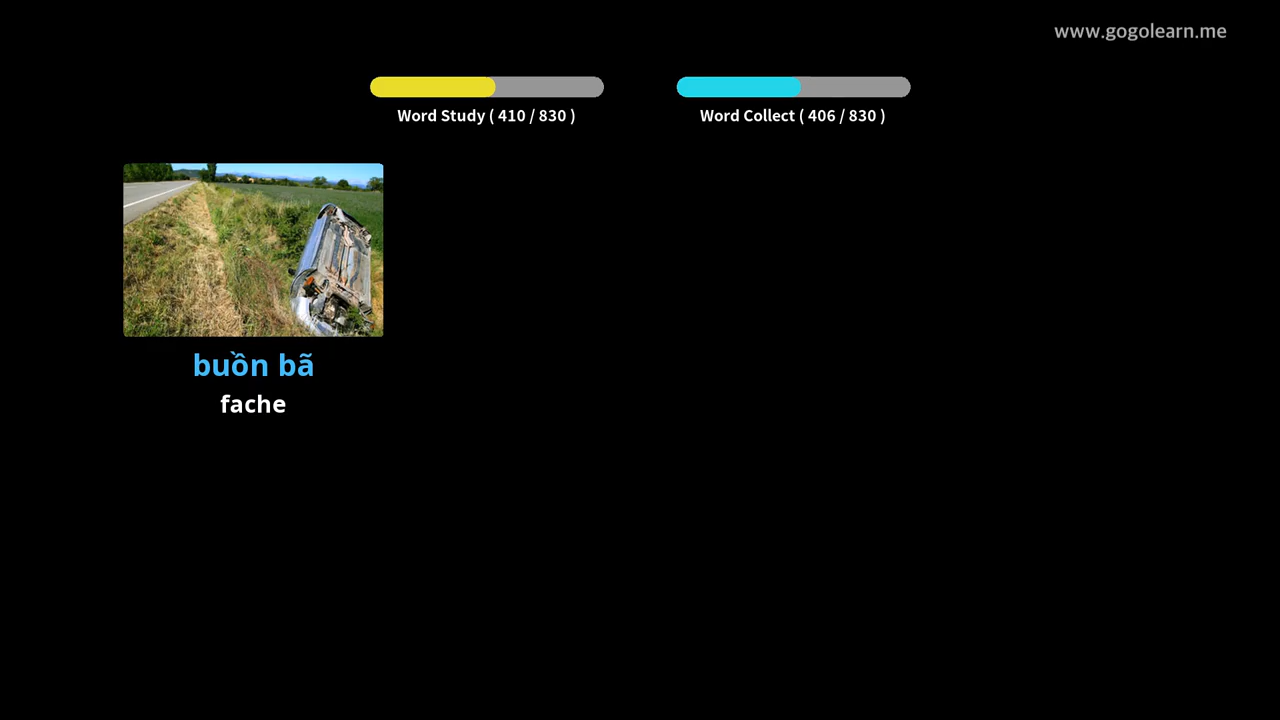 www.gogolearn.me
Word Study ( 410 / 830 )
Word Collect ( 406 / 830 )
buồn bã
fache